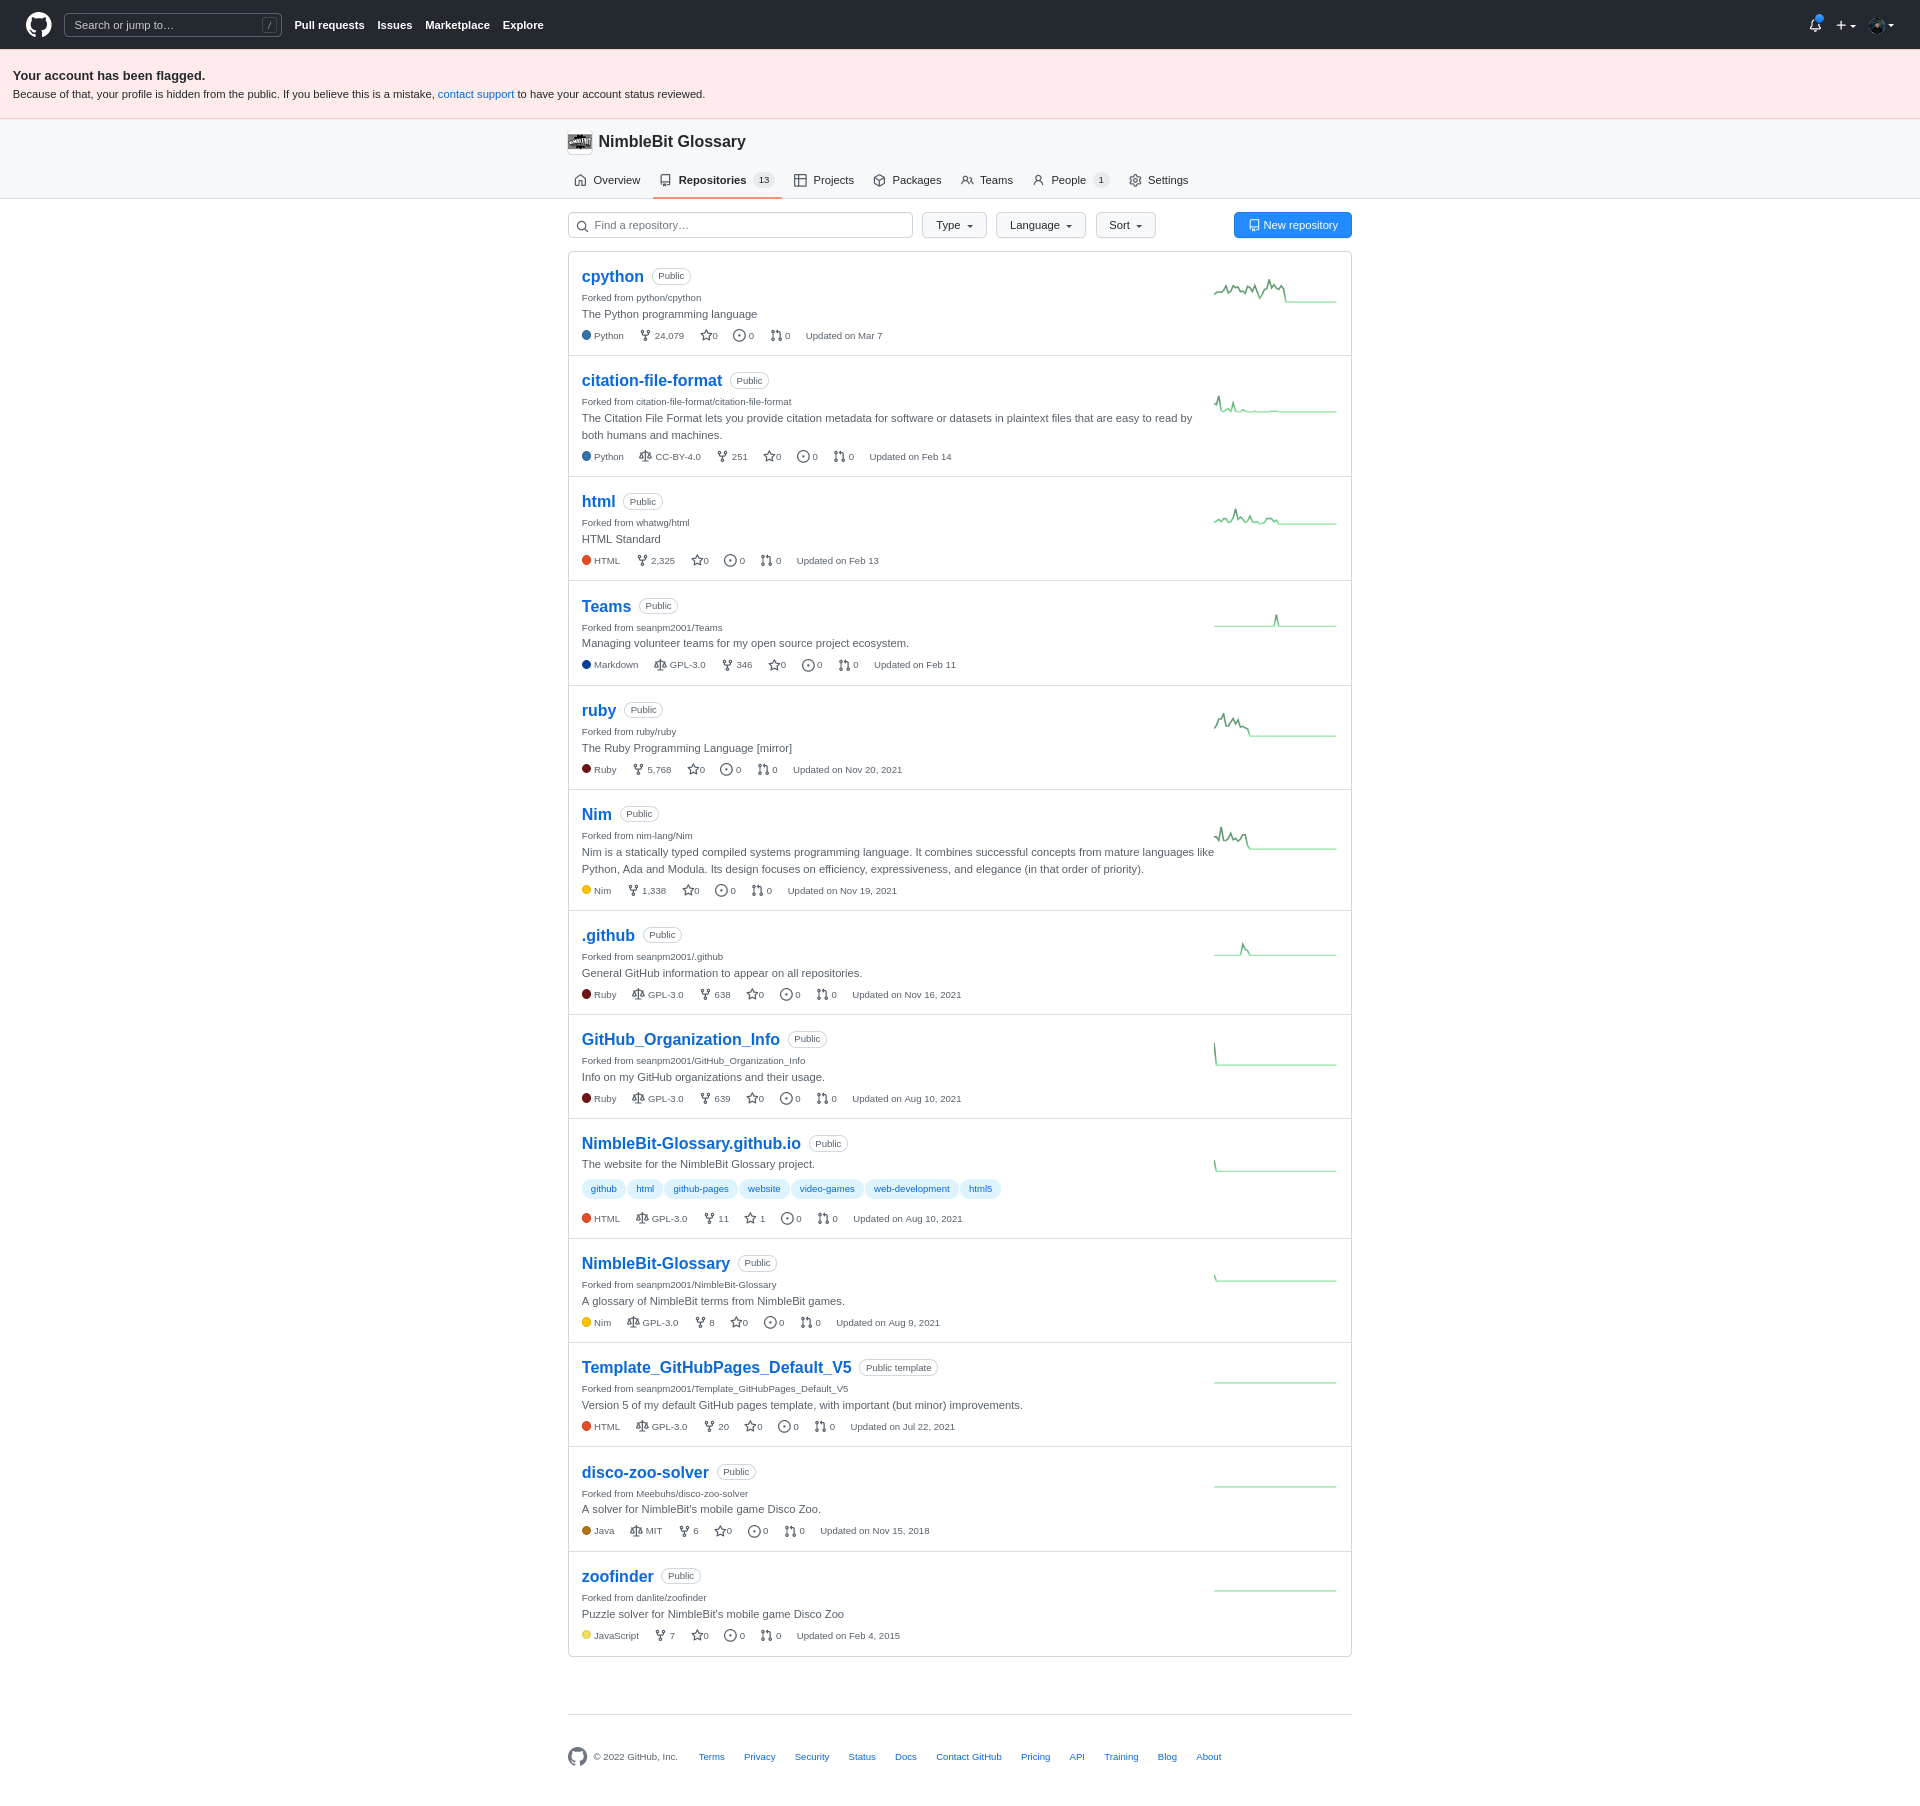 Search or jump to…
/
Pull requests Issues Marketplace Explore
Your account has been flagged.
Because of that, your profile is hidden from the public. If you believe this is a mistake, contact support to have your account status reviewed.
NimbleBit Glossary
Overview Repositories 13 Projects Packages Teams People 1 Settings
Find a repository… Type Language Sort New repository
cpython Public
Forked from python/cpython
The Python programming language
Python 24,079 0 0 0 Updated on Mar 7
citation-file-format Public
Forked from citation-file-format/citation-file-format
The Citation File Format lets you provide citation metadata for software or datasets in plaintext files that are easy to read by
both humans and machines.
Python CC-BY-4.0 251 0 0 0 Updated on Feb 14
html Public
Forked from whatwg/html
HTML Standard
HTML 2,325 0 0 0 Updated on Feb 13
Teams Public
Forked from seanpm2001/Teams
Managing volunteer teams for my open source project ecosystem.
Markdown GPL-3.0 346 0 0 0 Updated on Feb 11
ruby Public
Forked from ruby/ruby
The Ruby Programming Language [mirror]
Ruby 5,768 0 0 0 Updated on Nov 20, 2021
Nim Public
Forked from nim-lang/Nim
Nim is a statically typed compiled systems programming language. It combines successful concepts from mature languages like
Python, Ada and Modula. Its design focuses on efficiency, expressiveness, and elegance (in that order of priority).
Nim 1,338 0 0 0 Updated on Nov 19, 2021
.github Public
Forked from seanpm2001/.github
General GitHub information to appear on all repositories.
Ruby GPL-3.0 638 0 0 0 Updated on Nov 16, 2021
GitHub_Organization_Info Public
Forked from seanpm2001/GitHub_Organization_Info
Info on my GitHub organizations and their usage.
Ruby GPL-3.0 639 0 0 0 Updated on Aug 10, 2021
NimbleBit-Glossary.github.io Public
The website for the NimbleBit Glossary project.
github html github-pages website video-games web-development html5
HTML GPL-3.0 11 1 0 0 Updated on Aug 10, 2021
NimbleBit-Glossary Public
Forked from seanpm2001/NimbleBit-Glossary
A glossary of NimbleBit terms from NimbleBit games.
Nim GPL-3.0 8 0 0 0 Updated on Aug 9, 2021
Template_GitHubPages_Default_V5 Public template
Forked from seanpm2001/Template_GitHubPages_Default_V5
Version 5 of my default GitHub pages template, with important (but minor) improvements.
HTML GPL-3.0 20 0 0 0 Updated on Jul 22, 2021
disco-zoo-solver Public
Forked from Meebuhs/disco-zoo-solver
A solver for NimbleBit's mobile game Disco Zoo.
Java MIT 6 0 0 0 Updated on Nov 15, 2018
zoofinder Public
Forked from danlite/zoofinder
Puzzle solver for NimbleBit's mobile game Disco Zoo
JavaScript 7 0 0 0 Updated on Feb 4, 2015
© 2022 GitHub, Inc. Terms Privacy Security Status Docs Contact GitHub Pricing API Training Blog About